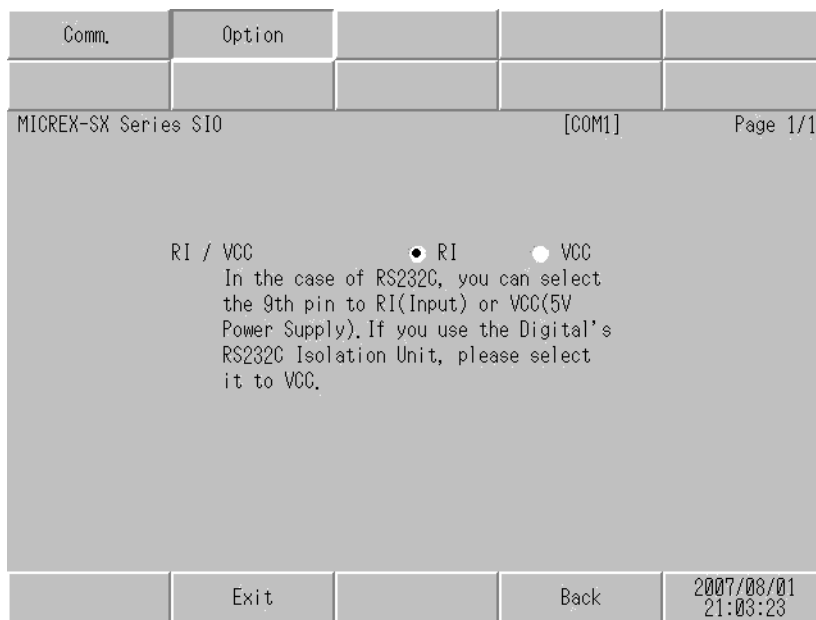 Comm. Option
MICREX-SX Series SIO [COM1] Page 1/1
RI / VCC RI VCC
In the case of RS232C, you can select
the 9th pin to RI(Input) or VCC(5V
Power Supply).If you use the Digital's
RS232C Isolation Unit, please select
it to VCC.
Exit Back 2007/08/01
21:03:23